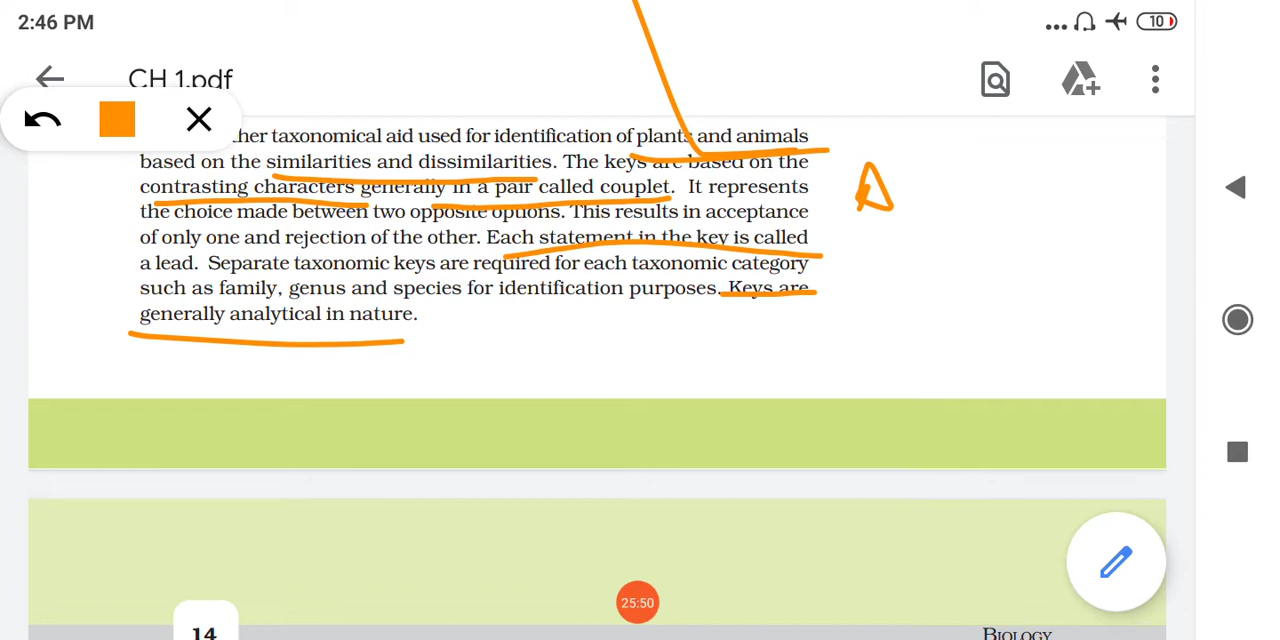 2:46 PM
10
CH 1.pdf
ther taxonomical aid used for identification of plants and animals
based on the similarities and dissimilarities. The keys are based on the
contrasting characters generally in a pair called couplet. It represents
the choice made between two opposite options. This results in acceptance
of only one and rejection of the other. Each statement in the key is called
a lead. Separate taxonomic keys are required for each taxonomic category
such as family, genus and species for identification purposes. Keys are
generally analytical in nature.
25:50
14
BIOLOGY